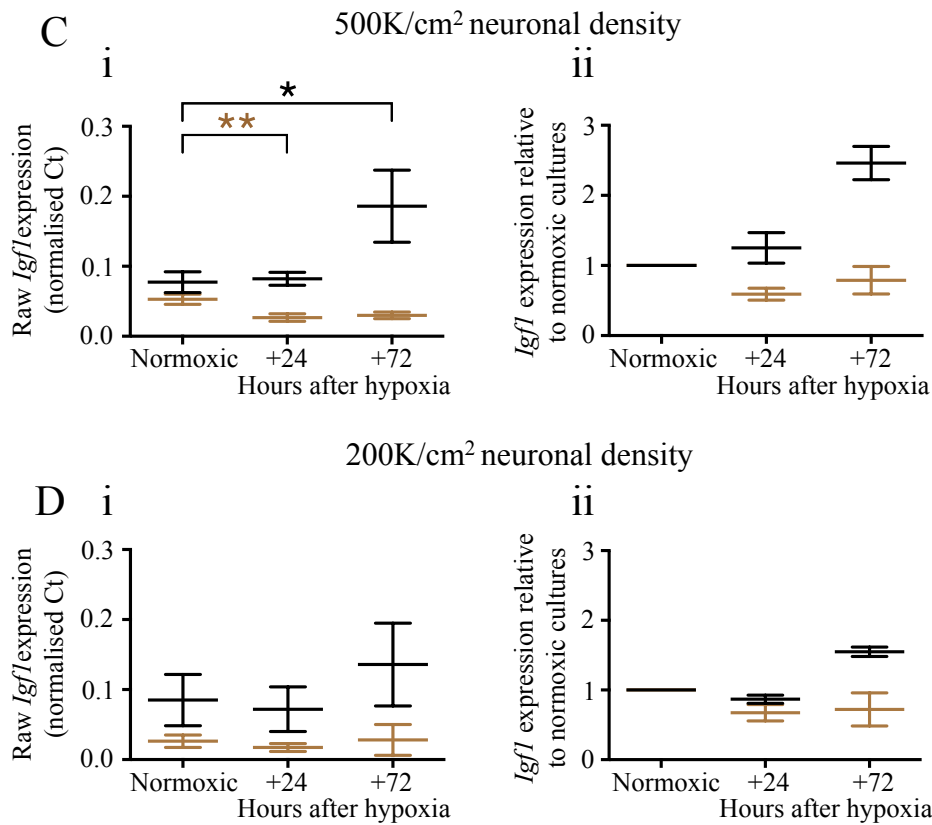 C
500K/cm² neuronal density
i
ii
*
**
Raw Igf1expression
(normalised Ct)
0.3
0.2
0.1
0.0
Normoxic +24 +72
Hours after hypoxia
Igf1 expression relative
to normoxic cultures
3
2
1
0
Normoxic +24 +72
Hours after hypoxia
200K/cm² neuronal density
D
i
ii
Raw Igf1expression
(normalised Ct)
0.3
0.2
0.1
0.0
Normoxic +24 +72
Hours after hypoxia
Igf1 expression relative
to normoxic cultures
3
2
1
0
Normoxic +24 +72
Hours after hypoxia